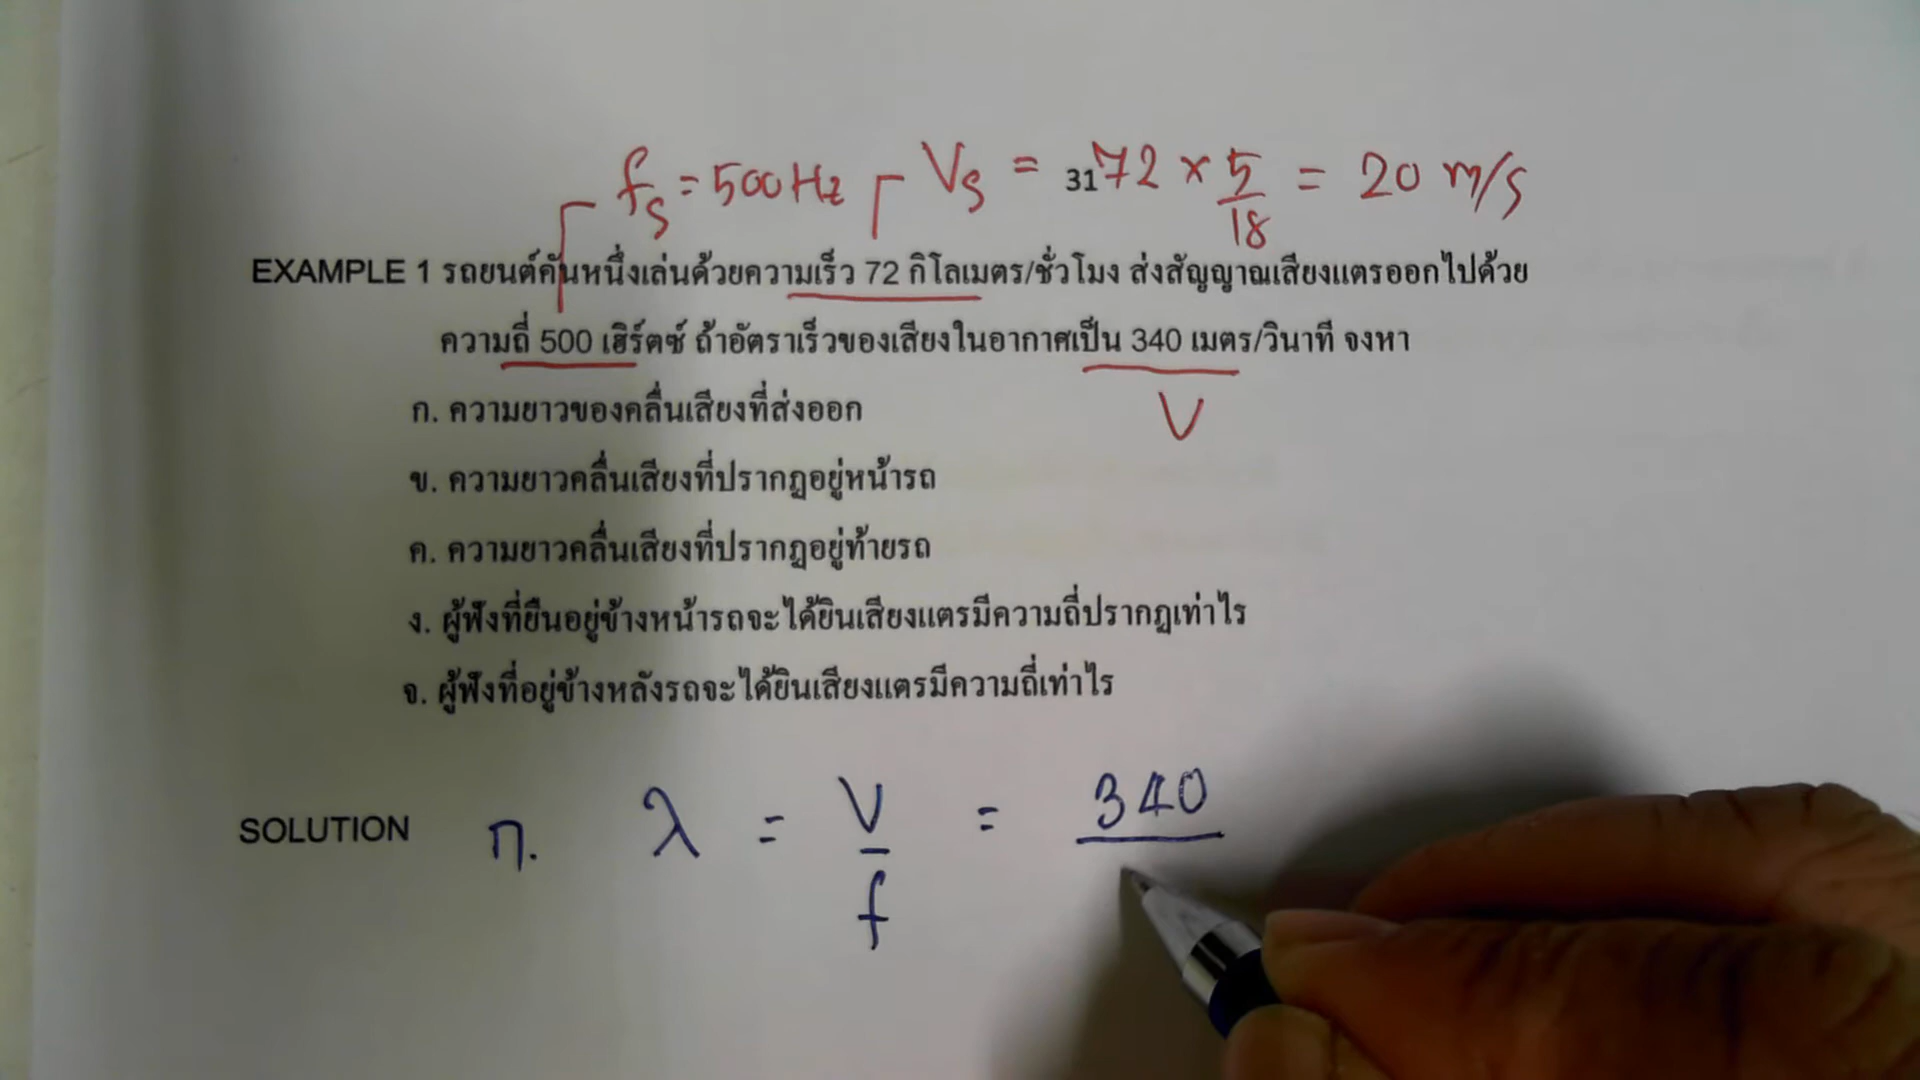 fs = 500 Hz Vs = 72 × 5/18 = 20 m/s
31
EXAMPLE 1 รถยนต์คันหนึ่งเล่นด้วยความเร็ว 72 กิโลเมตร/ชั่วโมง ส่งสัญญาณเสียงแตรออกไปด้วย
ความถี่ 500 เฮิร์ตซ์ ถ้าอัตราเร็วของเสียงในอากาศเป็น 340 เมตร/วินาที จงหา
ก. ความยาวของคลื่นเสียงที่ส่งออก
V
ข. ความยาวคลื่นเสียงที่ปรากฏอยู่หน้ารถ
ค. ความยาวคลื่นเสียงที่ปรากฏอยู่ท้ายรถ
ง. ผู้ฟังที่ยืนอยู่ข้างหน้ารถจะได้ยินเสียงแตรมีความถี่ปรากฏเท่าไร
จ. ผู้ฟังที่อยู่ข้างหลังรถจะได้ยินเสียงแตรมีความถี่เท่าไร
SOLUTION ก. λ = V/f = 340